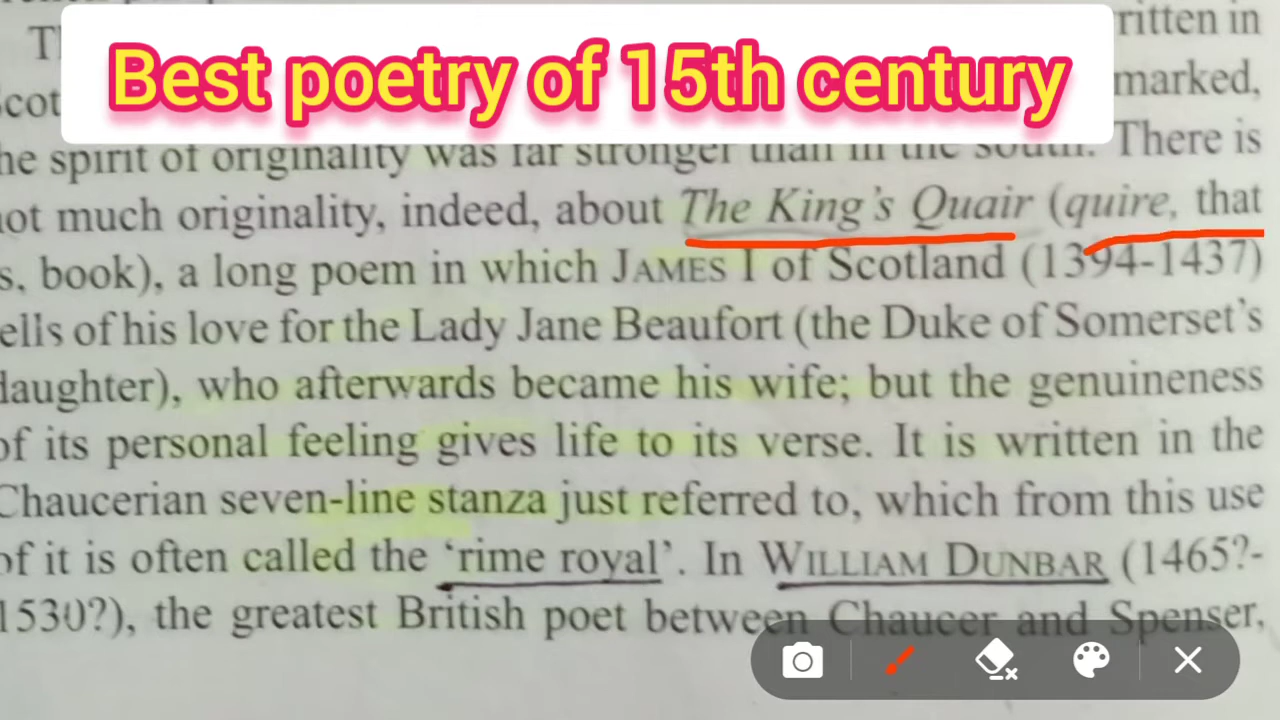 ritten in
Best poetry of 15th century
Scot marked,
he spirit of originality was far stronger than in the south. There is
not much originality, indeed, about The King's Quair (quire, that
s, book), a long poem in which JAMES I of Scotland (1394-1437)
ells of his love for the Lady Jane Beaufort (the Duke of Somerset's
daughter), who afterwards became his wife; but the genuineness
of its personal feeling gives life to its verse. It is written in the
Chaucerian seven-line stanza just referred to, which from this use
of it is often called the 'rime royal'. In WILLIAM DUNBAR (1465?-
1530?), the greatest British poet between Chaucer and Spenser,